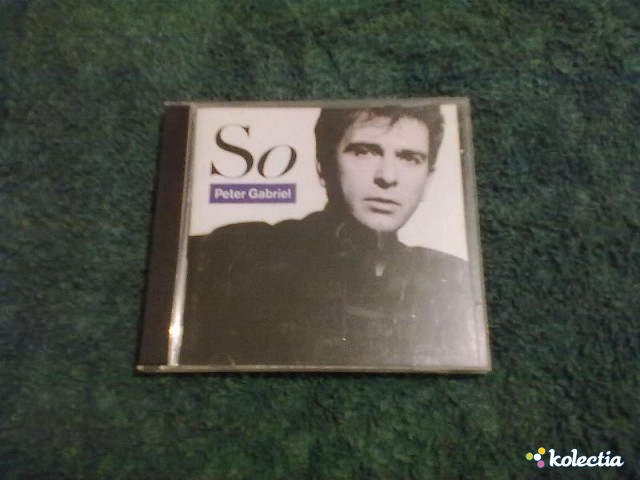 So
Peter Gabriel
kolectia